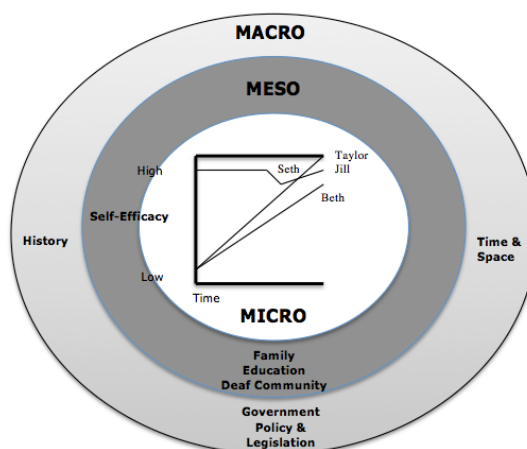 MACRO
MESO
Taylor
High
Seth
Jill
Beth
Self-Efficacy
History
Time &
Space
Low
Time
MICRO
Family
Education
Deaf Community
Government
Policy &
Legislation